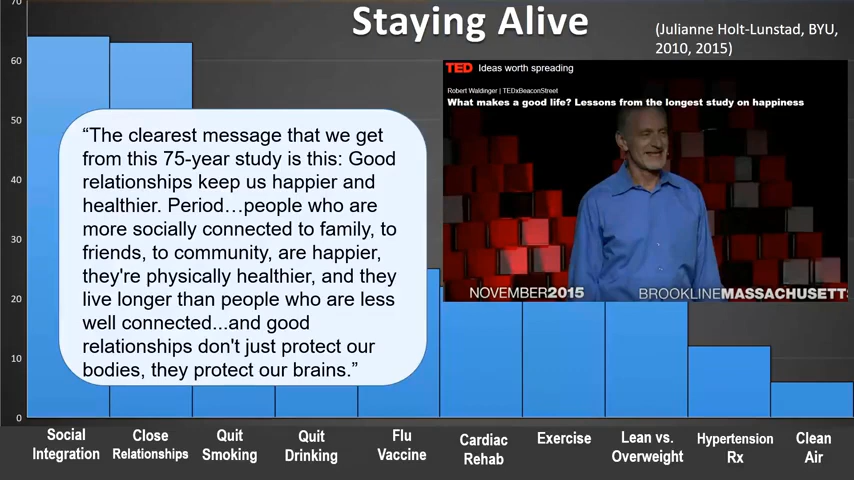 70
Staying Alive
(Julianne Holt-Lunstad, BYU,
2010, 2015)
60
50
40
30
20
10
0
TED Ideas worth spreading
Robert Waldinger | TEDxBeaconStreet
What makes a good life? Lessons from the longest study on happiness
NOVEMBER2015
BROOKLINEMASSACHUSETTS
“The clearest message that we get
from this 75-year study is this: Good
relationships keep us happier and
healthier. Period…people who are
more socially connected to family, to
friends, to community, are happier,
they're physically healthier, and they
live longer than people who are less
well connected...and good
relationships don't just protect our
bodies, they protect our brains.”
Social
Integration
Close
Relationships
Quit
Smoking
Quit
Drinking
Flu
Vaccine
Cardiac
Rehab
Exercise
Lean vs.
Overweight
Hypertension
Rx
Clean
Air